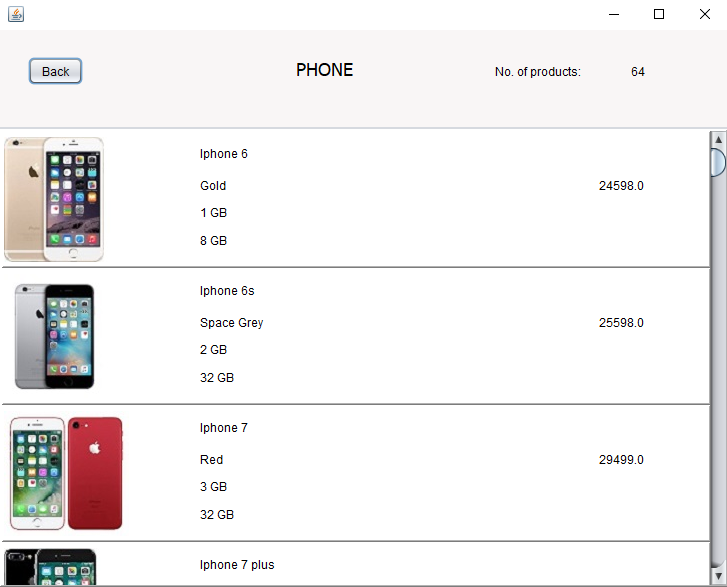 Back
PHONE
No. of products: 64
Iphone 6
Gold
24598.0
1 GB
8 GB
Iphone 6s
Space Grey
25598.0
2 GB
32 GB
Iphone 7
Red
29499.0
3 GB
32 GB
Iphone 7 plus